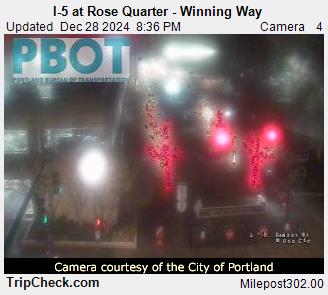 I-5 at Rose Quarter - Winning Way
Updated Dec 28 2024 8:36 PM Camera 4
PBOT
PORTLAND BUREAU OF TRANSPORTATION
Camera courtesy of the City of Portland
TripCheck.com Milepost302.00